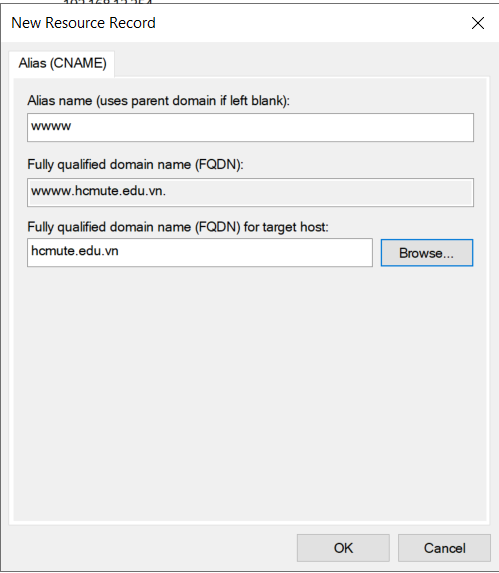 New Resource Record
Alias (CNAME)
Alias name (uses parent domain if left blank):
wwww
Fully qualified domain name (FQDN):
wwww.hcmute.edu.vn.
Fully qualified domain name (FQDN) for target host:
hcmute.edu.vn
Browse...
OK
Cancel